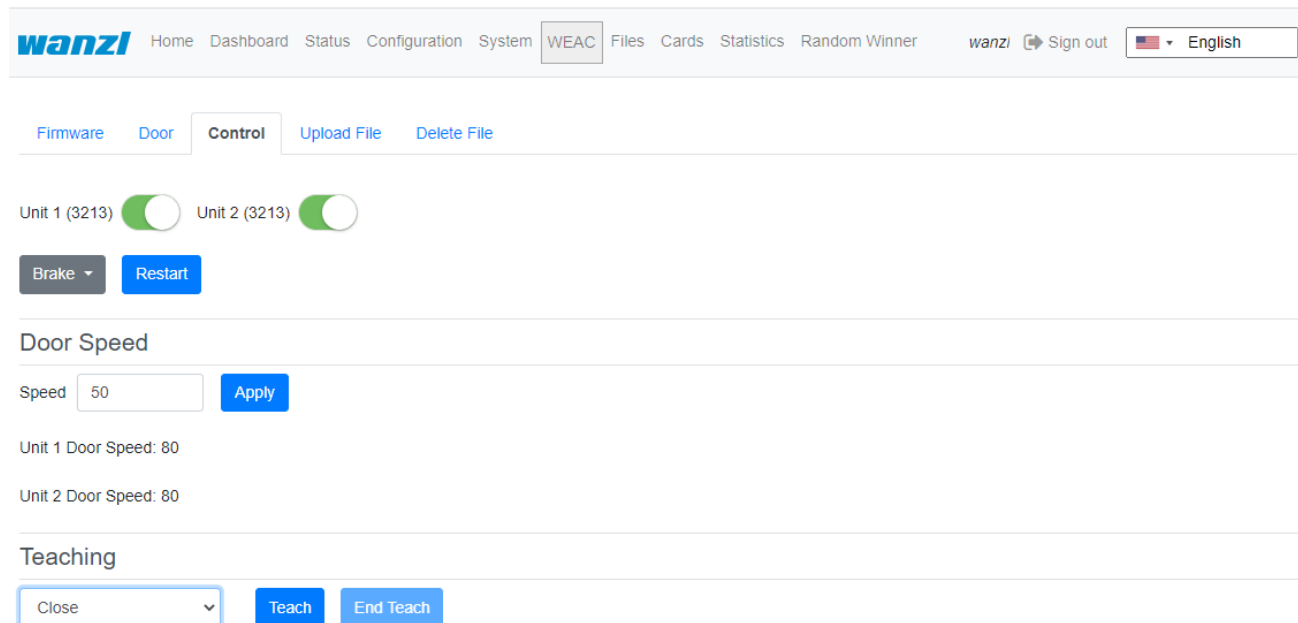 wanzl Home Dashboard Status Configuration System WEAC Files Cards Statistics Random Winner wanzl Sign out English
Firmware Door Control Upload File Delete File
Unit 1 (3213) Unit 2 (3213)
Brake Restart
Door Speed
Speed 50 Apply
Unit 1 Door Speed: 80
Unit 2 Door Speed: 80
Teaching
Close Teach End Teach